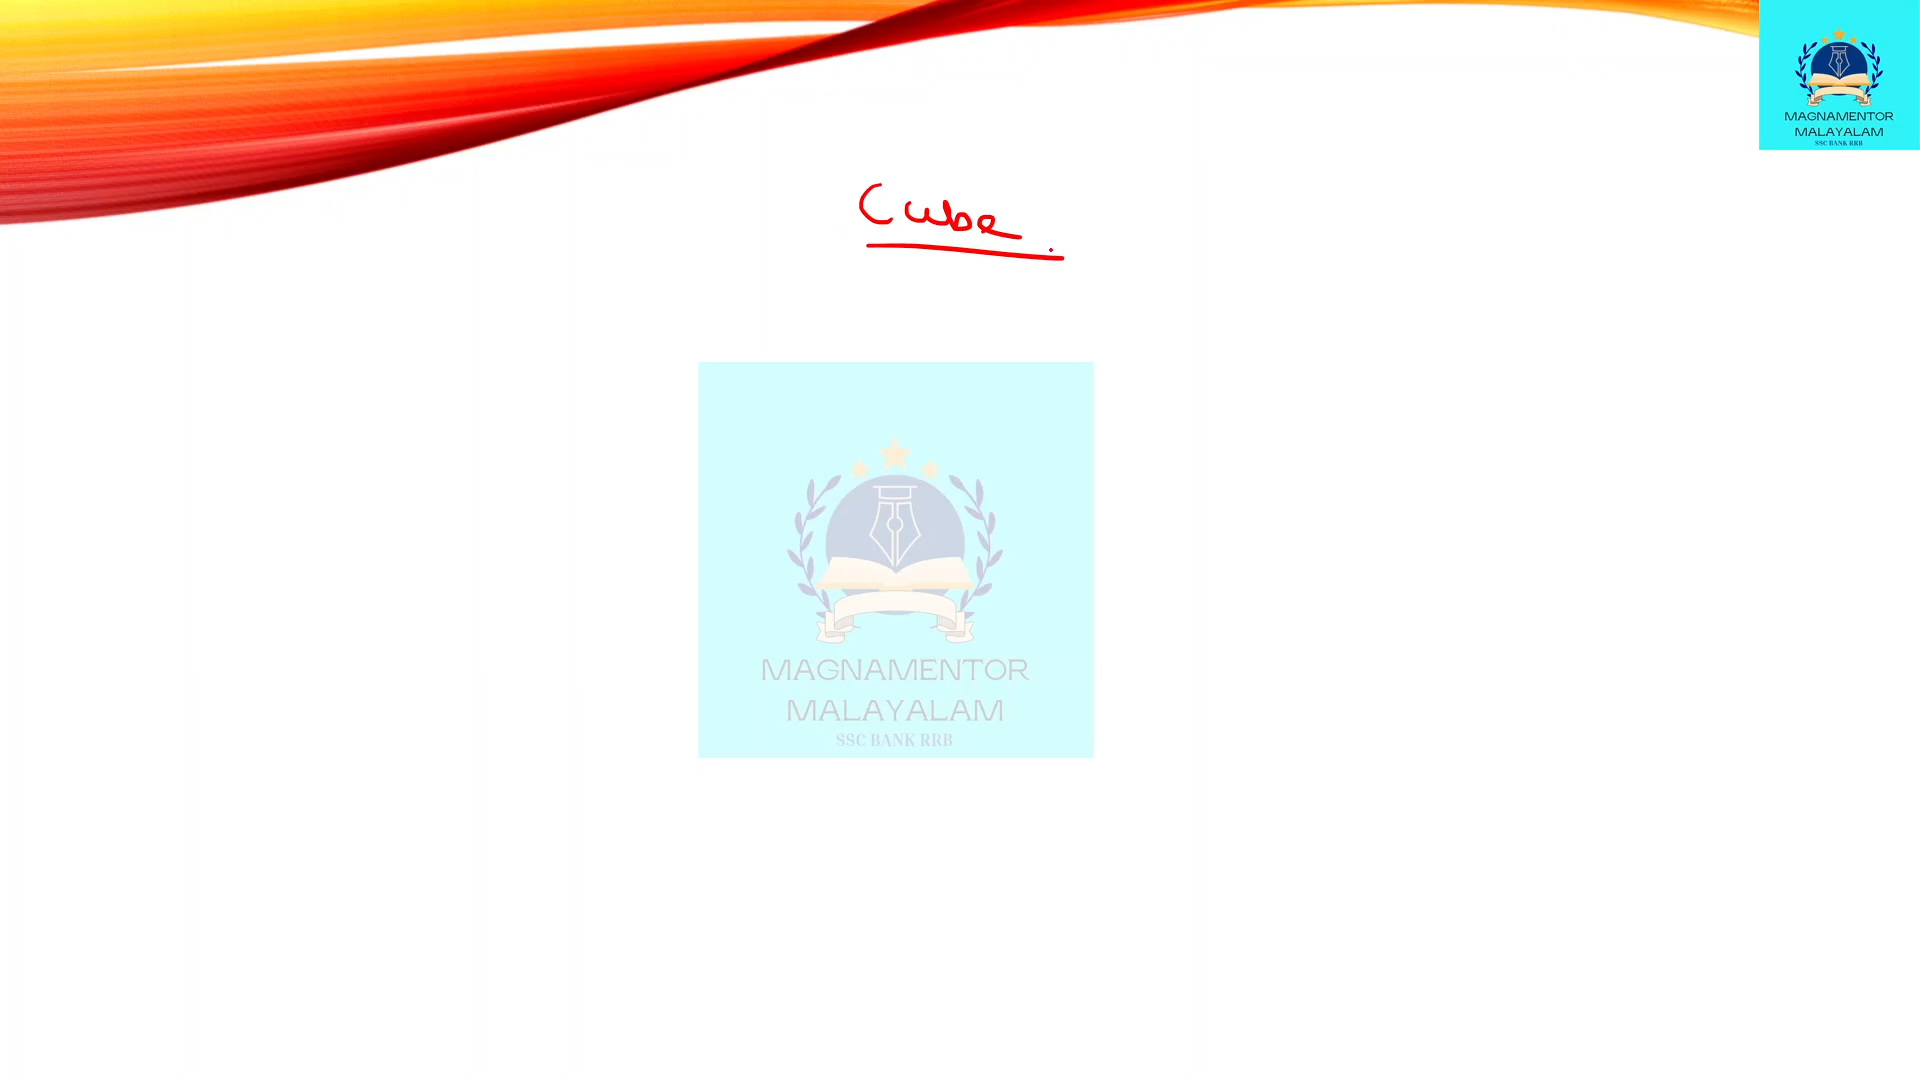 MAGNAMENTOR
MALAYALAM
SSC BANK RRB
Cube
MAGNAMENTOR
MALAYALAM
SSC BANK RRB